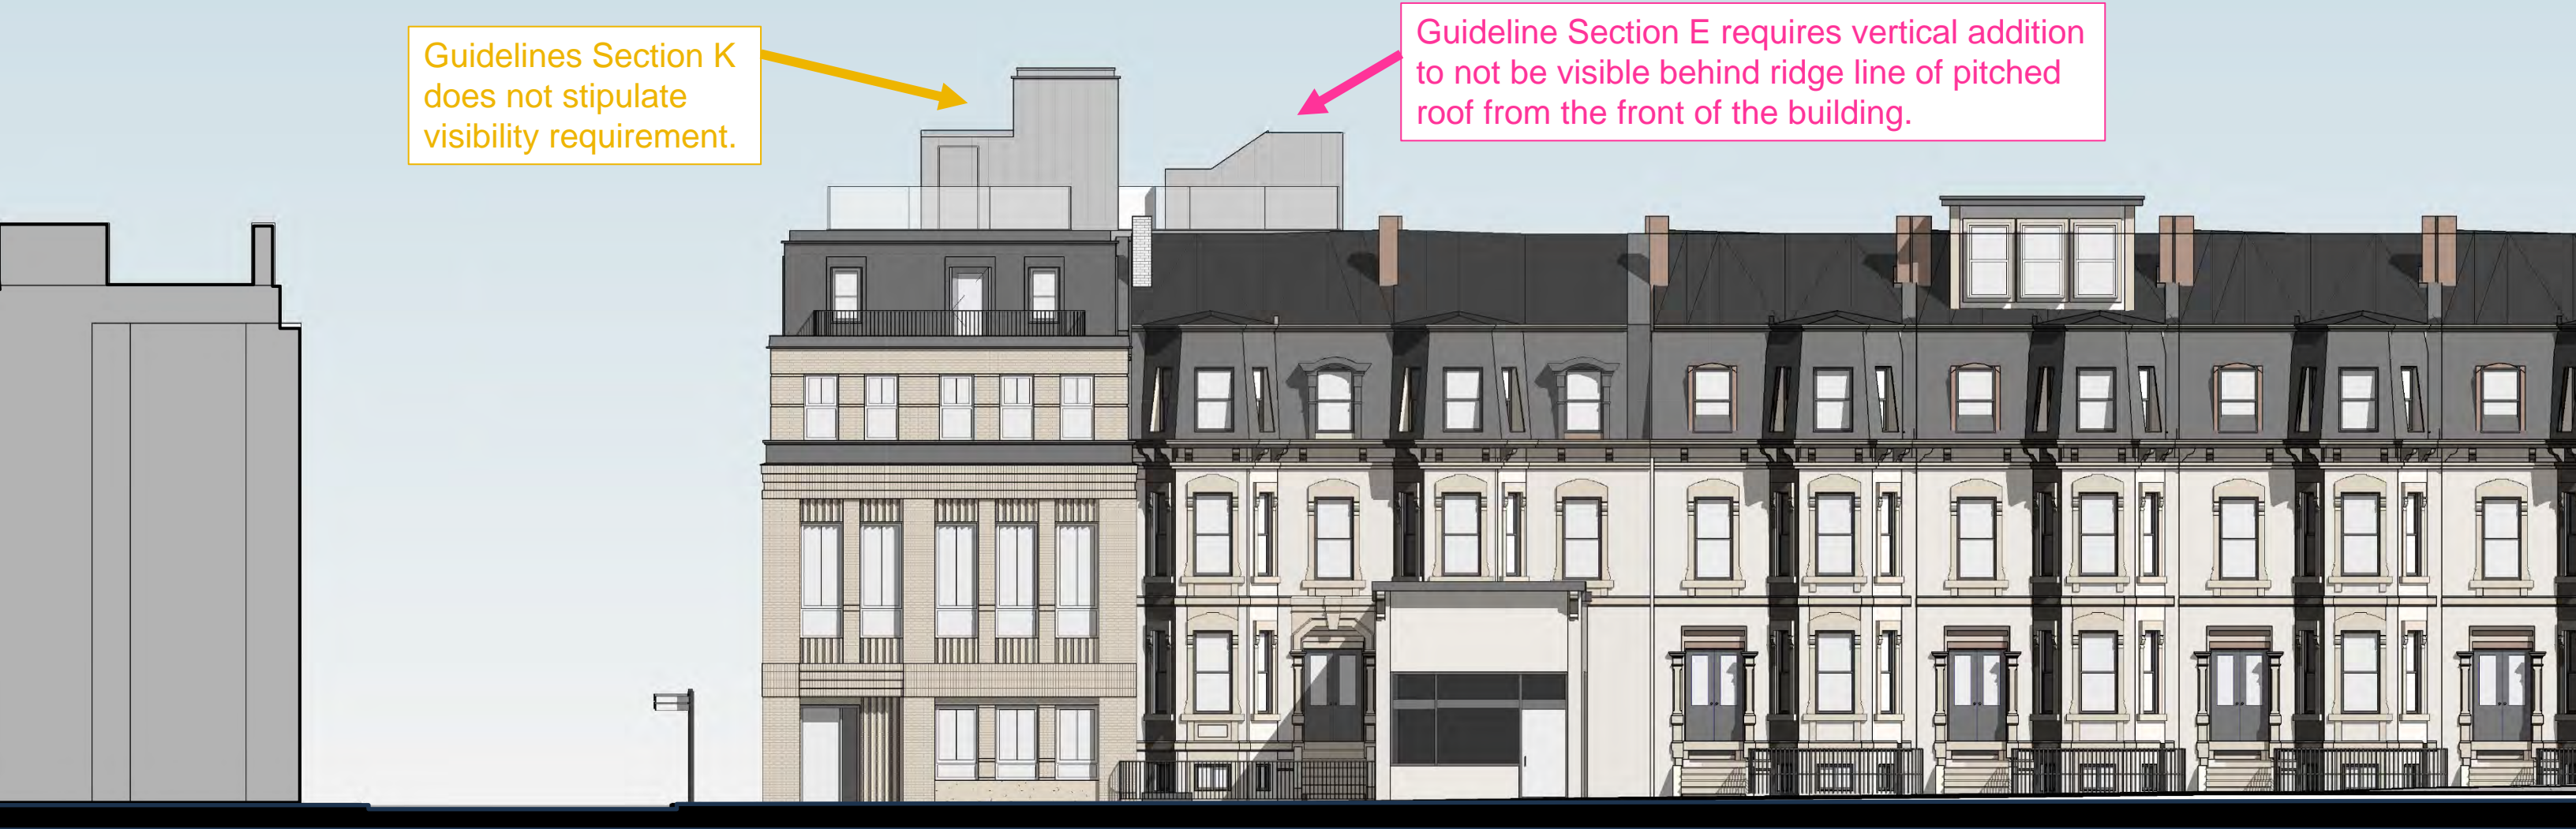 Guidelines Section K
does not stipulate
visibility requirement.
Guideline Section E requires vertical addition
to not be visible behind ridge line of pitched
roof from the front of the building.